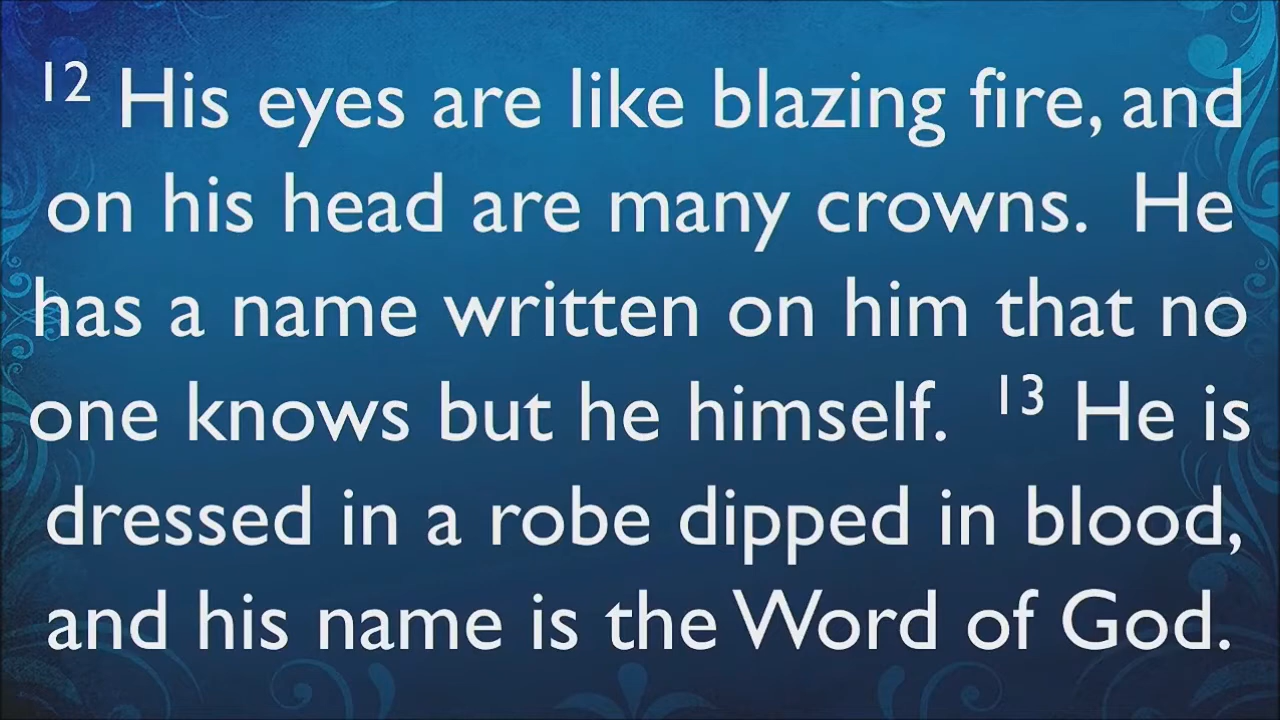 12 His eyes are like blazing fire, and
on his head are many crowns. He
has a name written on him that no
one knows but he himself. 13 He is
dressed in a robe dipped in blood,
and his name is the Word of God.